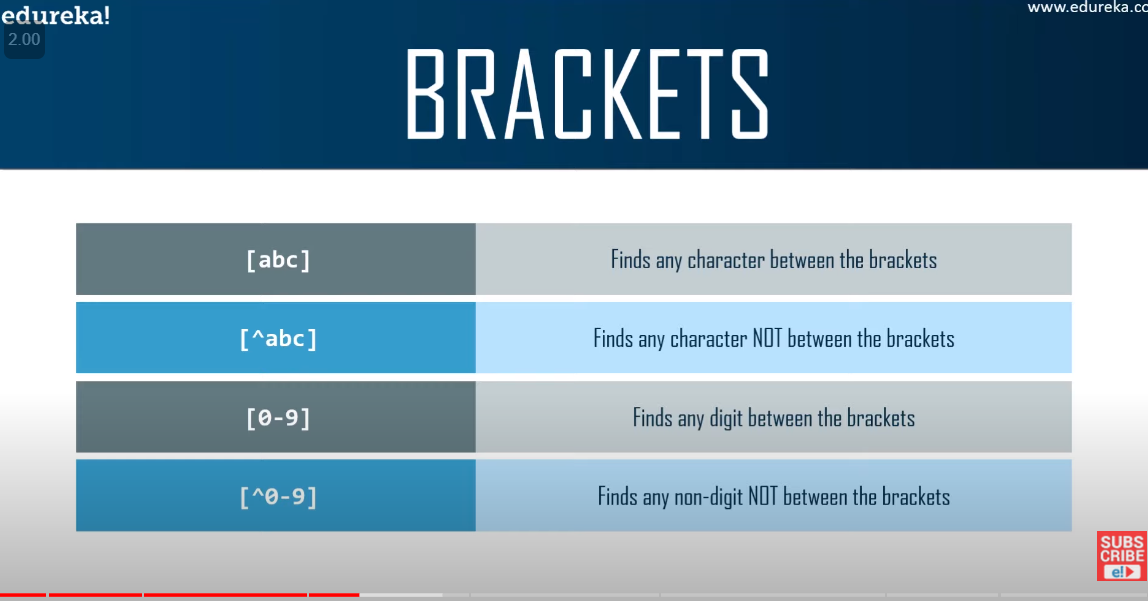 edureka!
www.edureka.co
2.00
BRACKETS
[abc]
Finds any character between the brackets
[^abc]
Finds any character NOT between the brackets
[0-9]
Finds any digit between the brackets
[^0-9]
Finds any non-digit NOT between the brackets
SUBS
CRIBE
e!